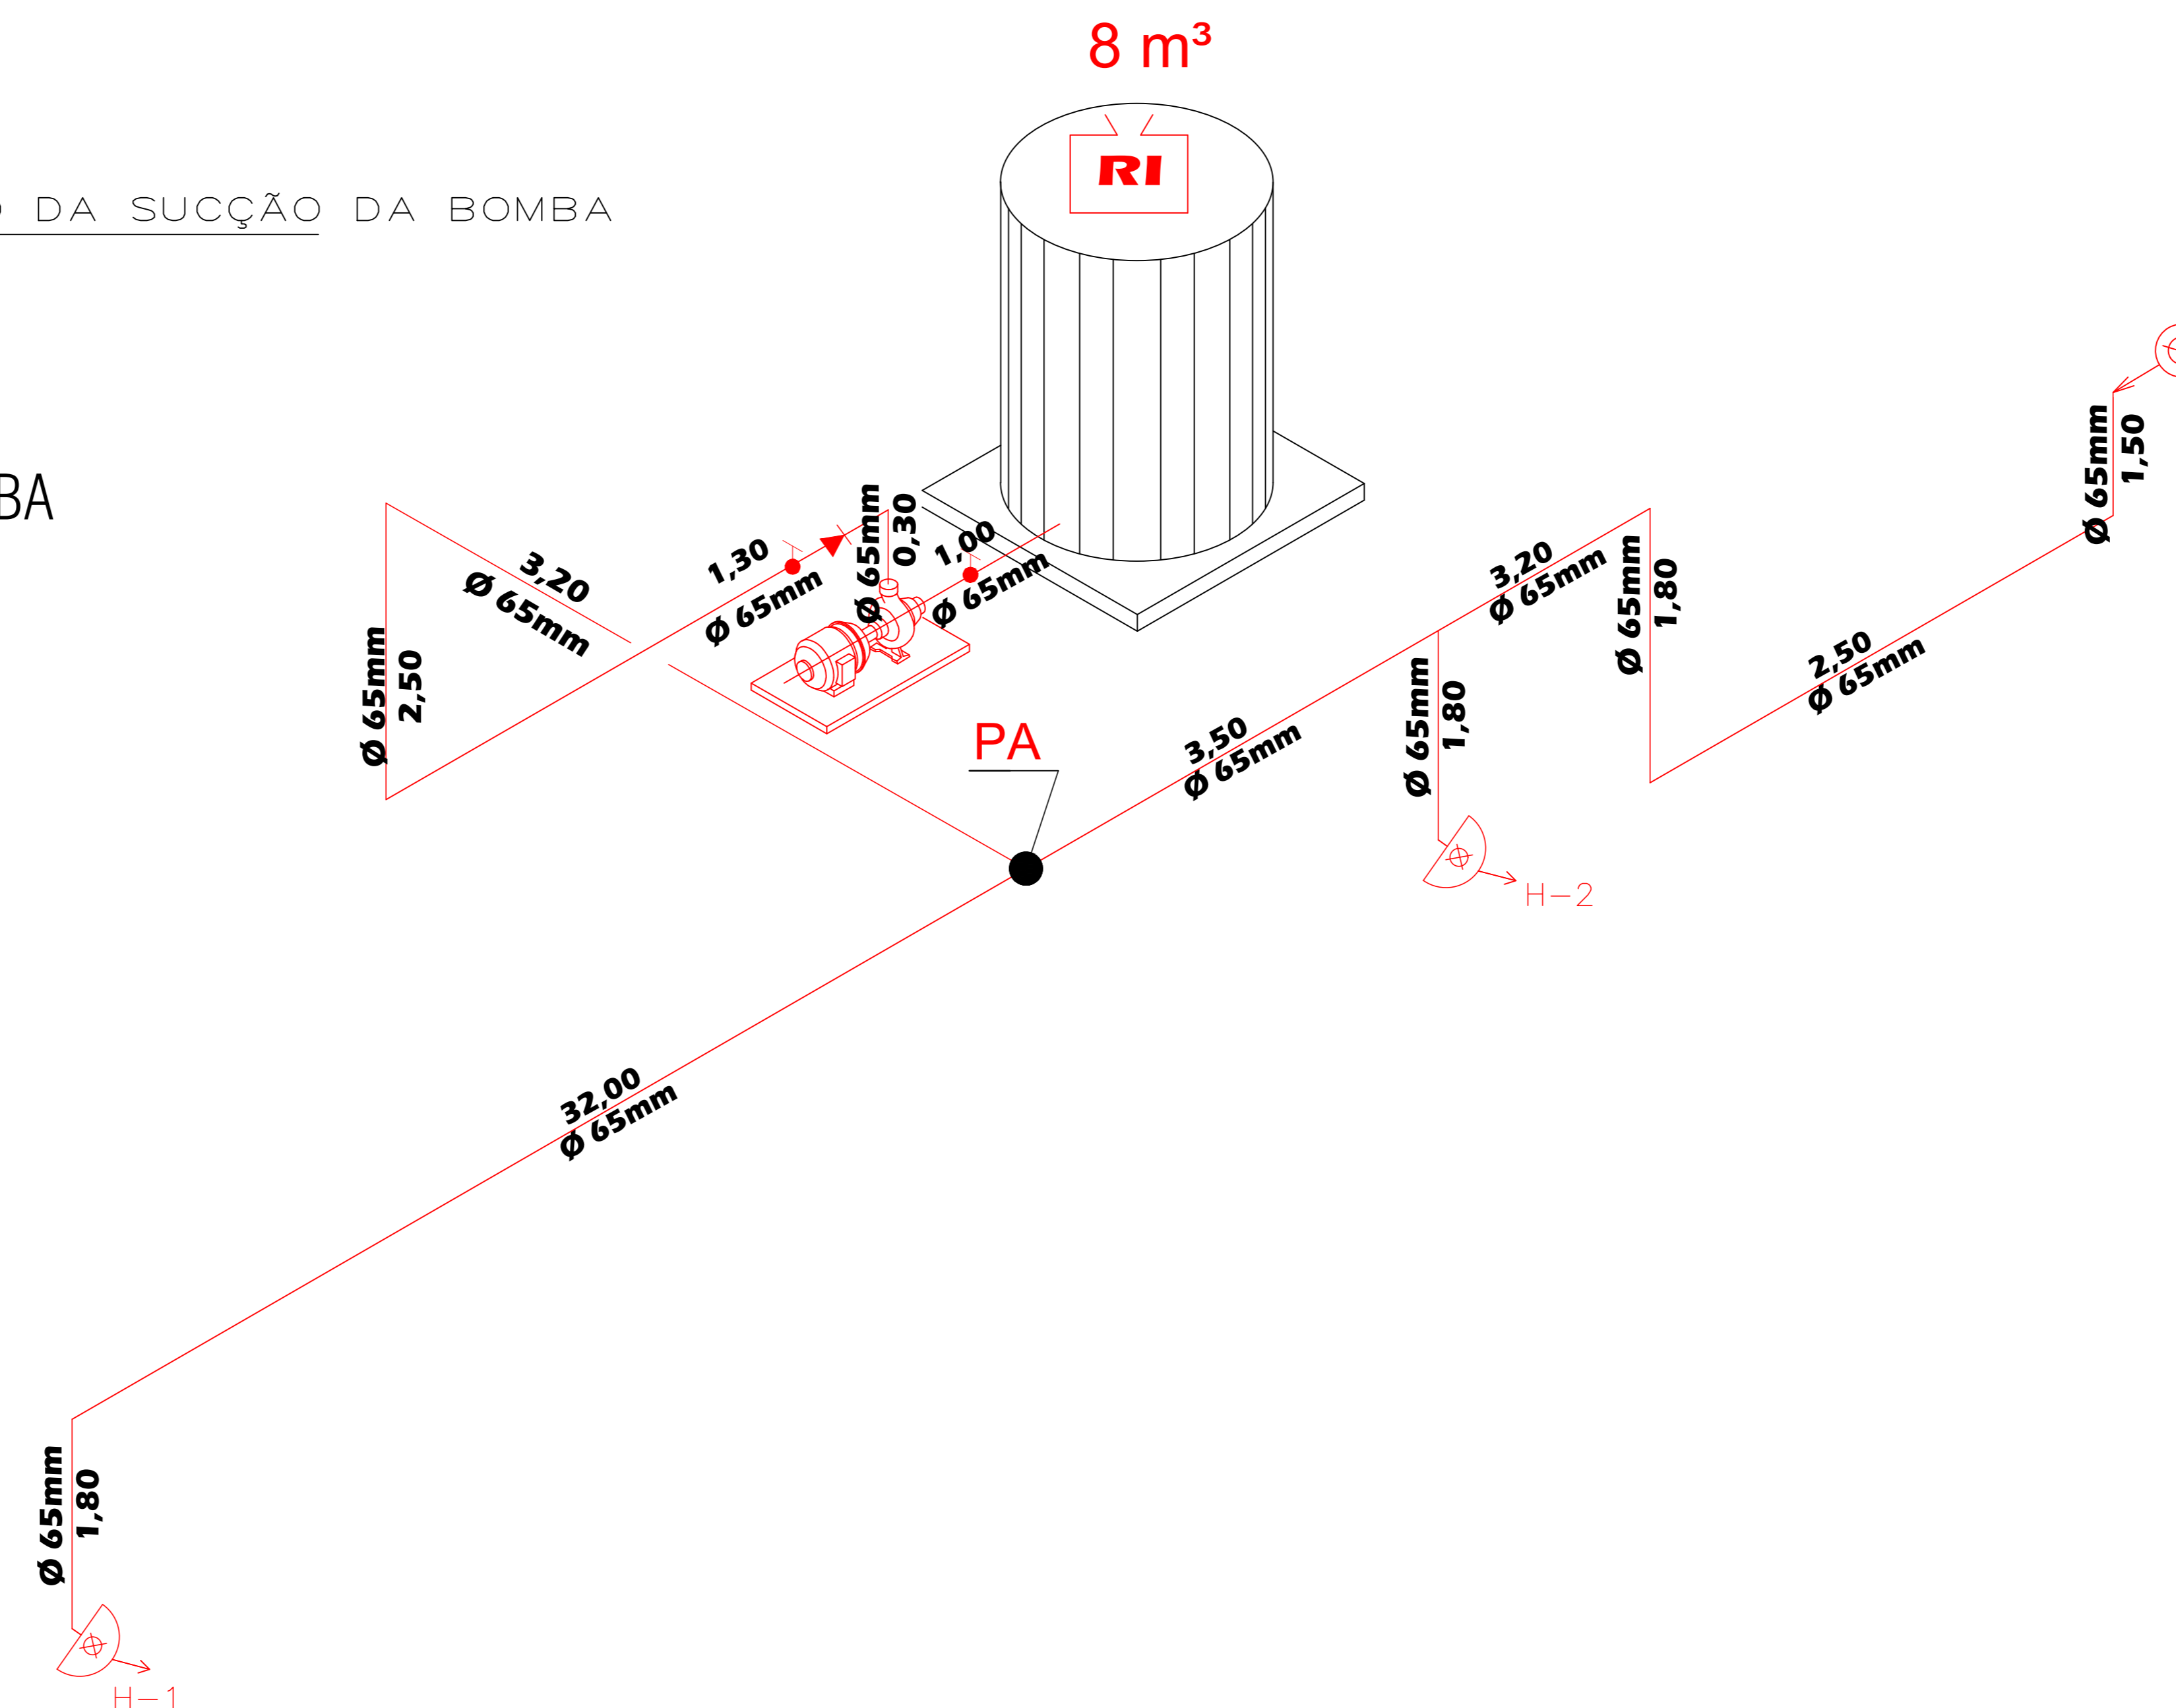 8 m³
RI
DA SUCÇÃO DA BOMBA
BA
Ø 65mm
1,50
3,20
Ø 65mm
1,30
Ø 65mm
Ø 65mm
0,30
1,00
Ø 65mm
3,20
Ø 65mm
Ø 65mm
1,80
Ø 65mm
2,50
2,50
Ø 65mm
Ø 65mm
1,80
PA
3,50
Ø 65mm
H-2
32,00
Ø 65mm
Ø 65mm
1,80
H-1